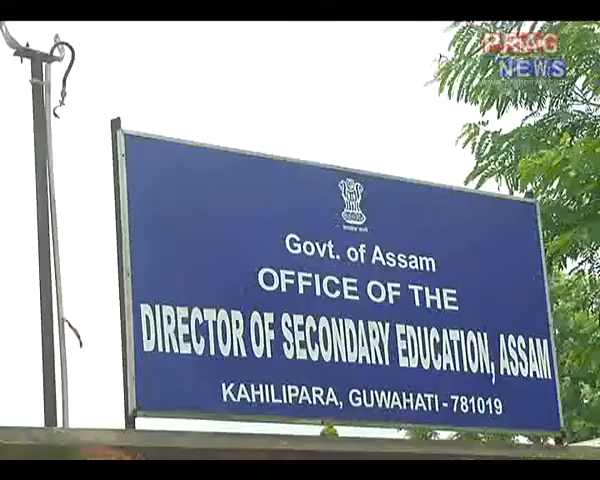 PRAG
NEWS
Govt. of Assam
OFFICE OF THE
DIRECTOR OF SECONDARY EDUCATION, ASSAM
KAHILIPARA, GUWAHATI - 781019